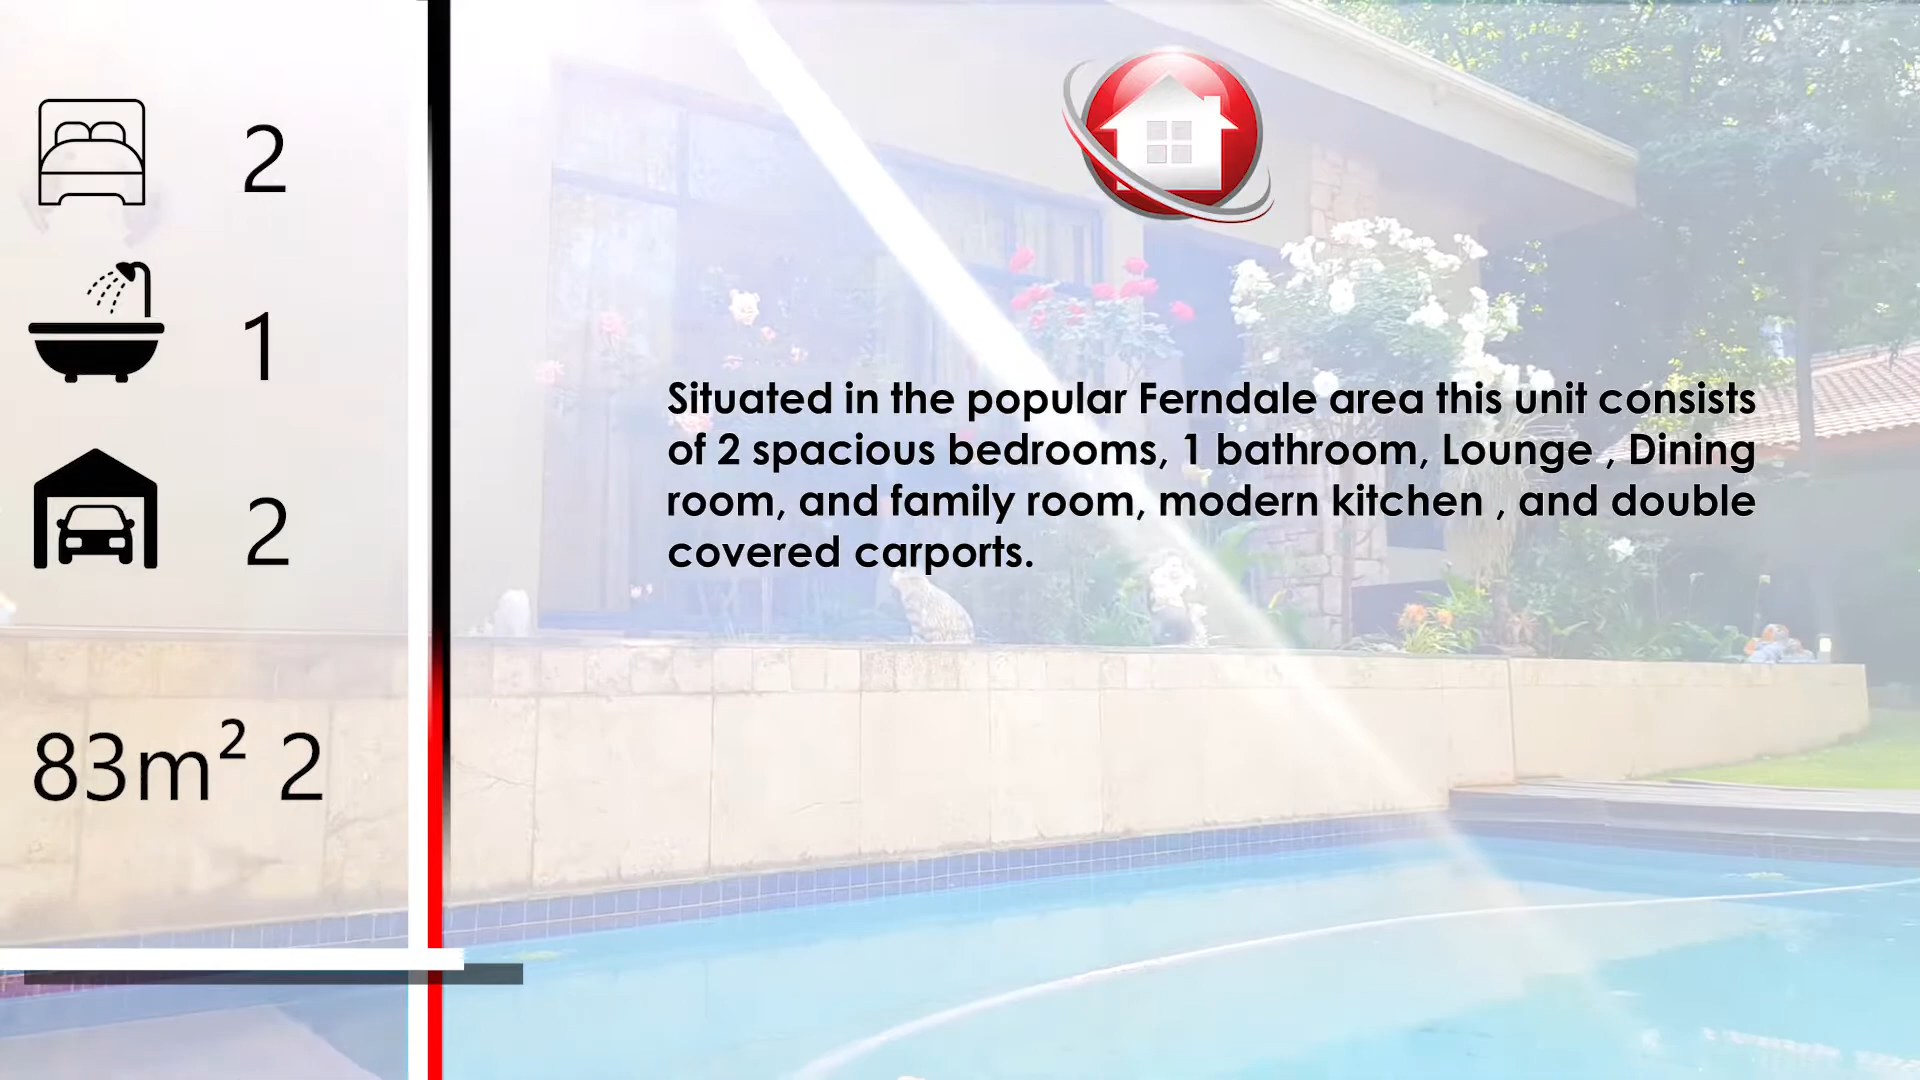 2
1
2
83m² 2
Situated in the popular Ferndale area this unit consists
of 2 spacious bedrooms, 1 bathroom, Lounge , Dining
room, and family room, modern kitchen , and double
covered carports.